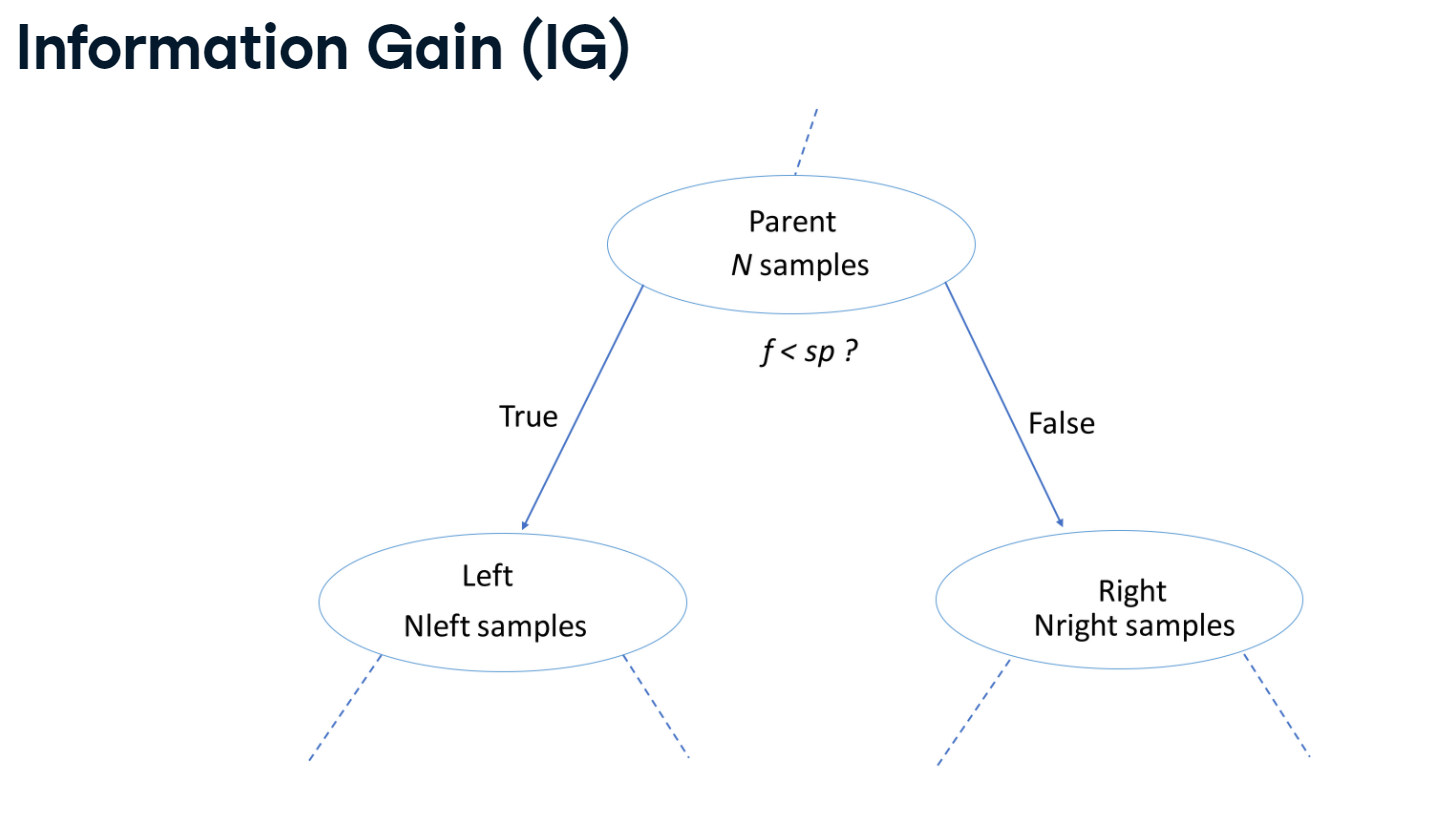 Information Gain (IG)
Parent
N samples
f < sp ?
True
False
Left
Nleft samples
Right
Nright samples